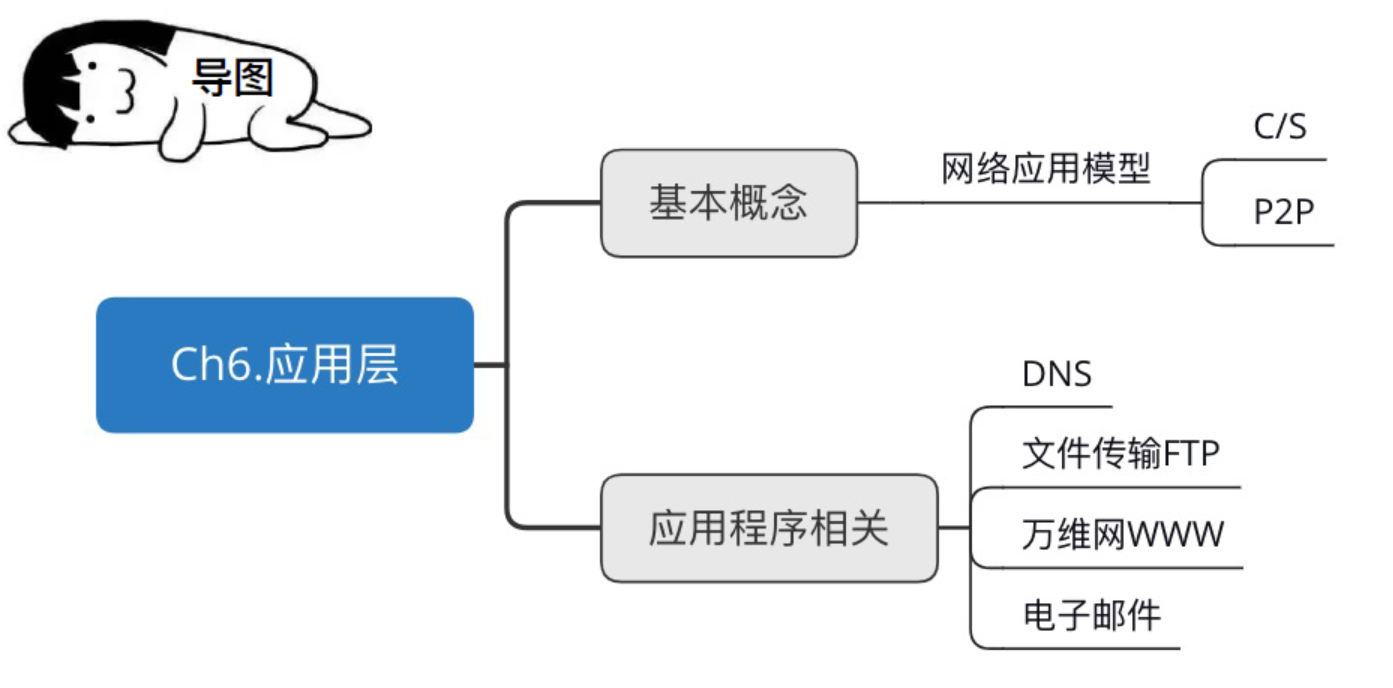 导图
Ch6.应用层
基本概念
网络应用模型
C/S
P2P
应用程序相关
DNS
文件传输FTP
万维网WWW
电子邮件